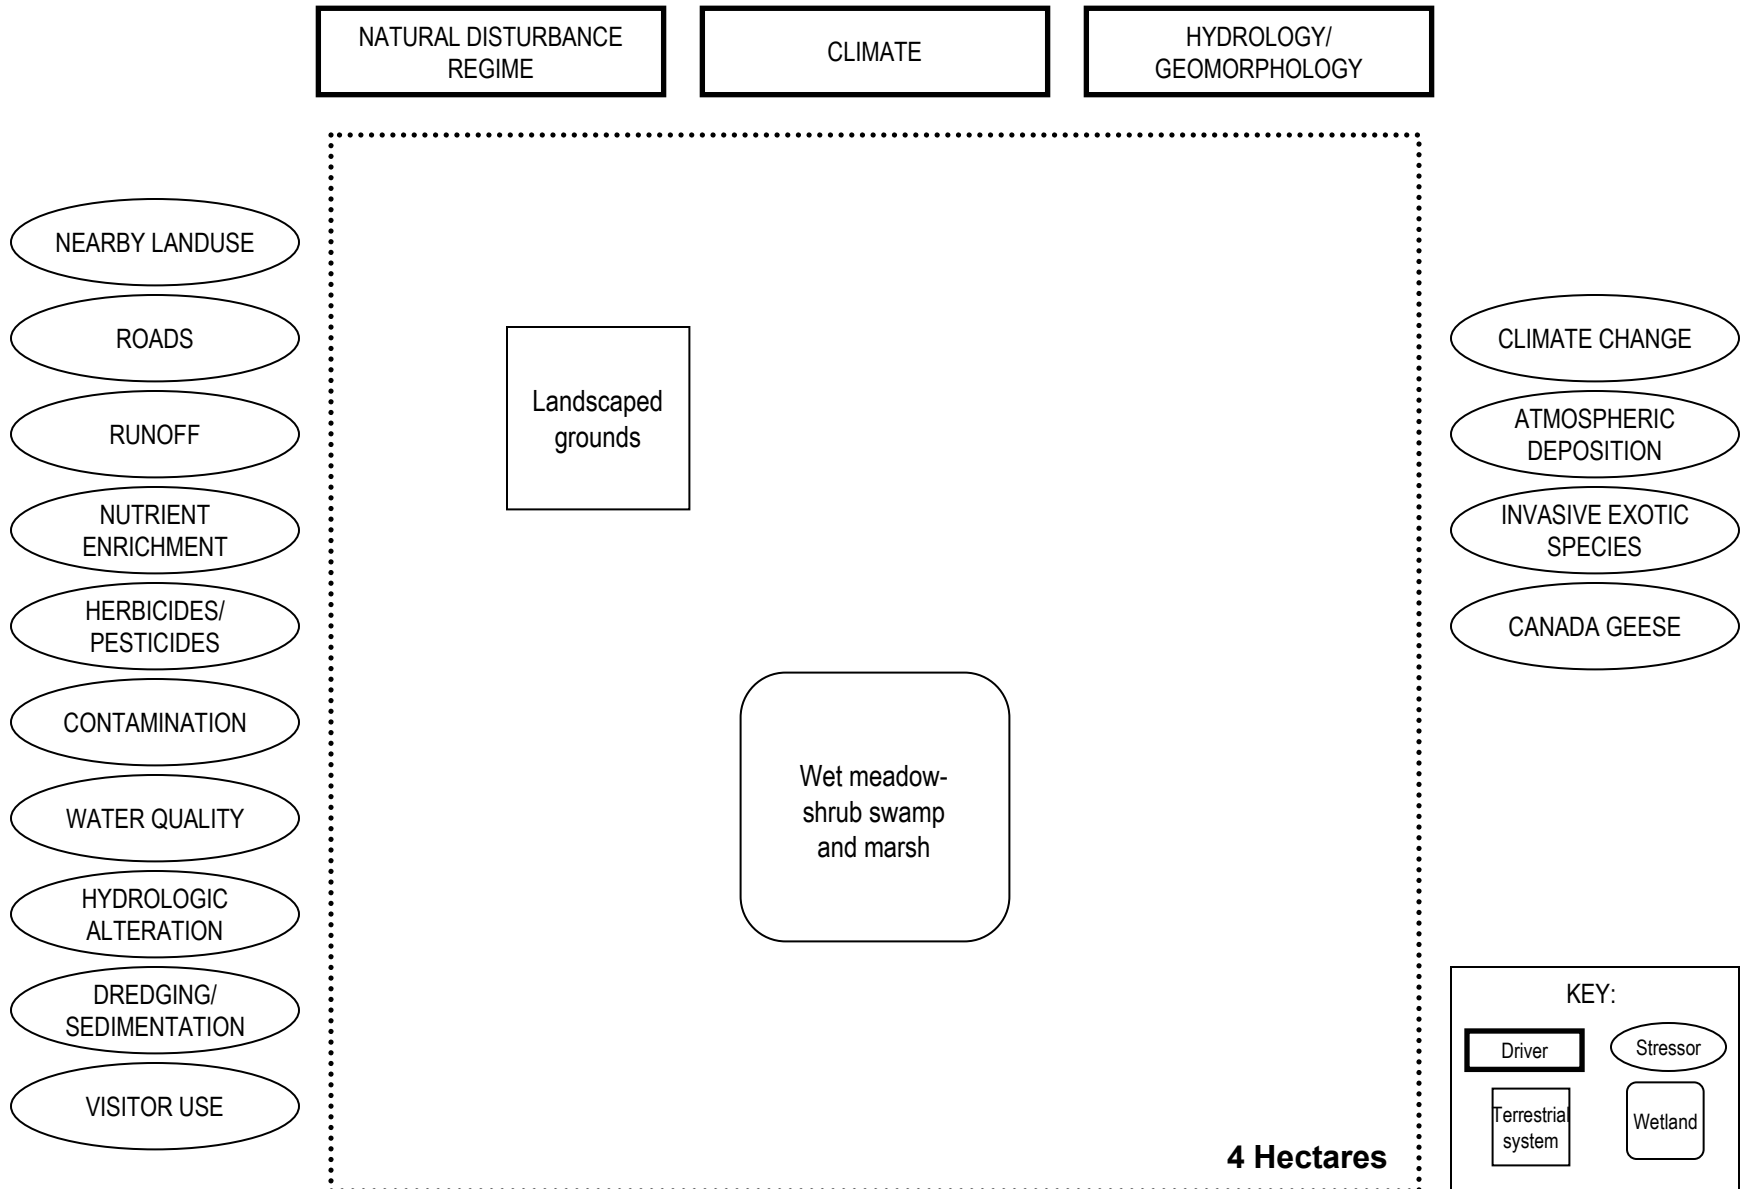 NATURAL DISTURBANCE
REGIME
CLIMATE
HYDROLOGY/
GEOMORPHOLOGY
NEARBY LANDUSE
ROADS
RUNOFF
NUTRIENT
ENRICHMENT
HERBICIDES/
PESTICIDES
CONTAMINATION
WATER QUALITY
HYDROLOGIC
ALTERATION
DREDGING/
SEDIMENTATION
VISITOR USE
Landscaped
grounds
Wet meadow-
shrub swamp
and marsh
4 Hectares
CLIMATE CHANGE
ATMOSPHERIC
DEPOSITION
INVASIVE EXOTIC
SPECIES
CANADA GEESE
KEY:
Driver
Stressor
Terrestrial
system
Wetland